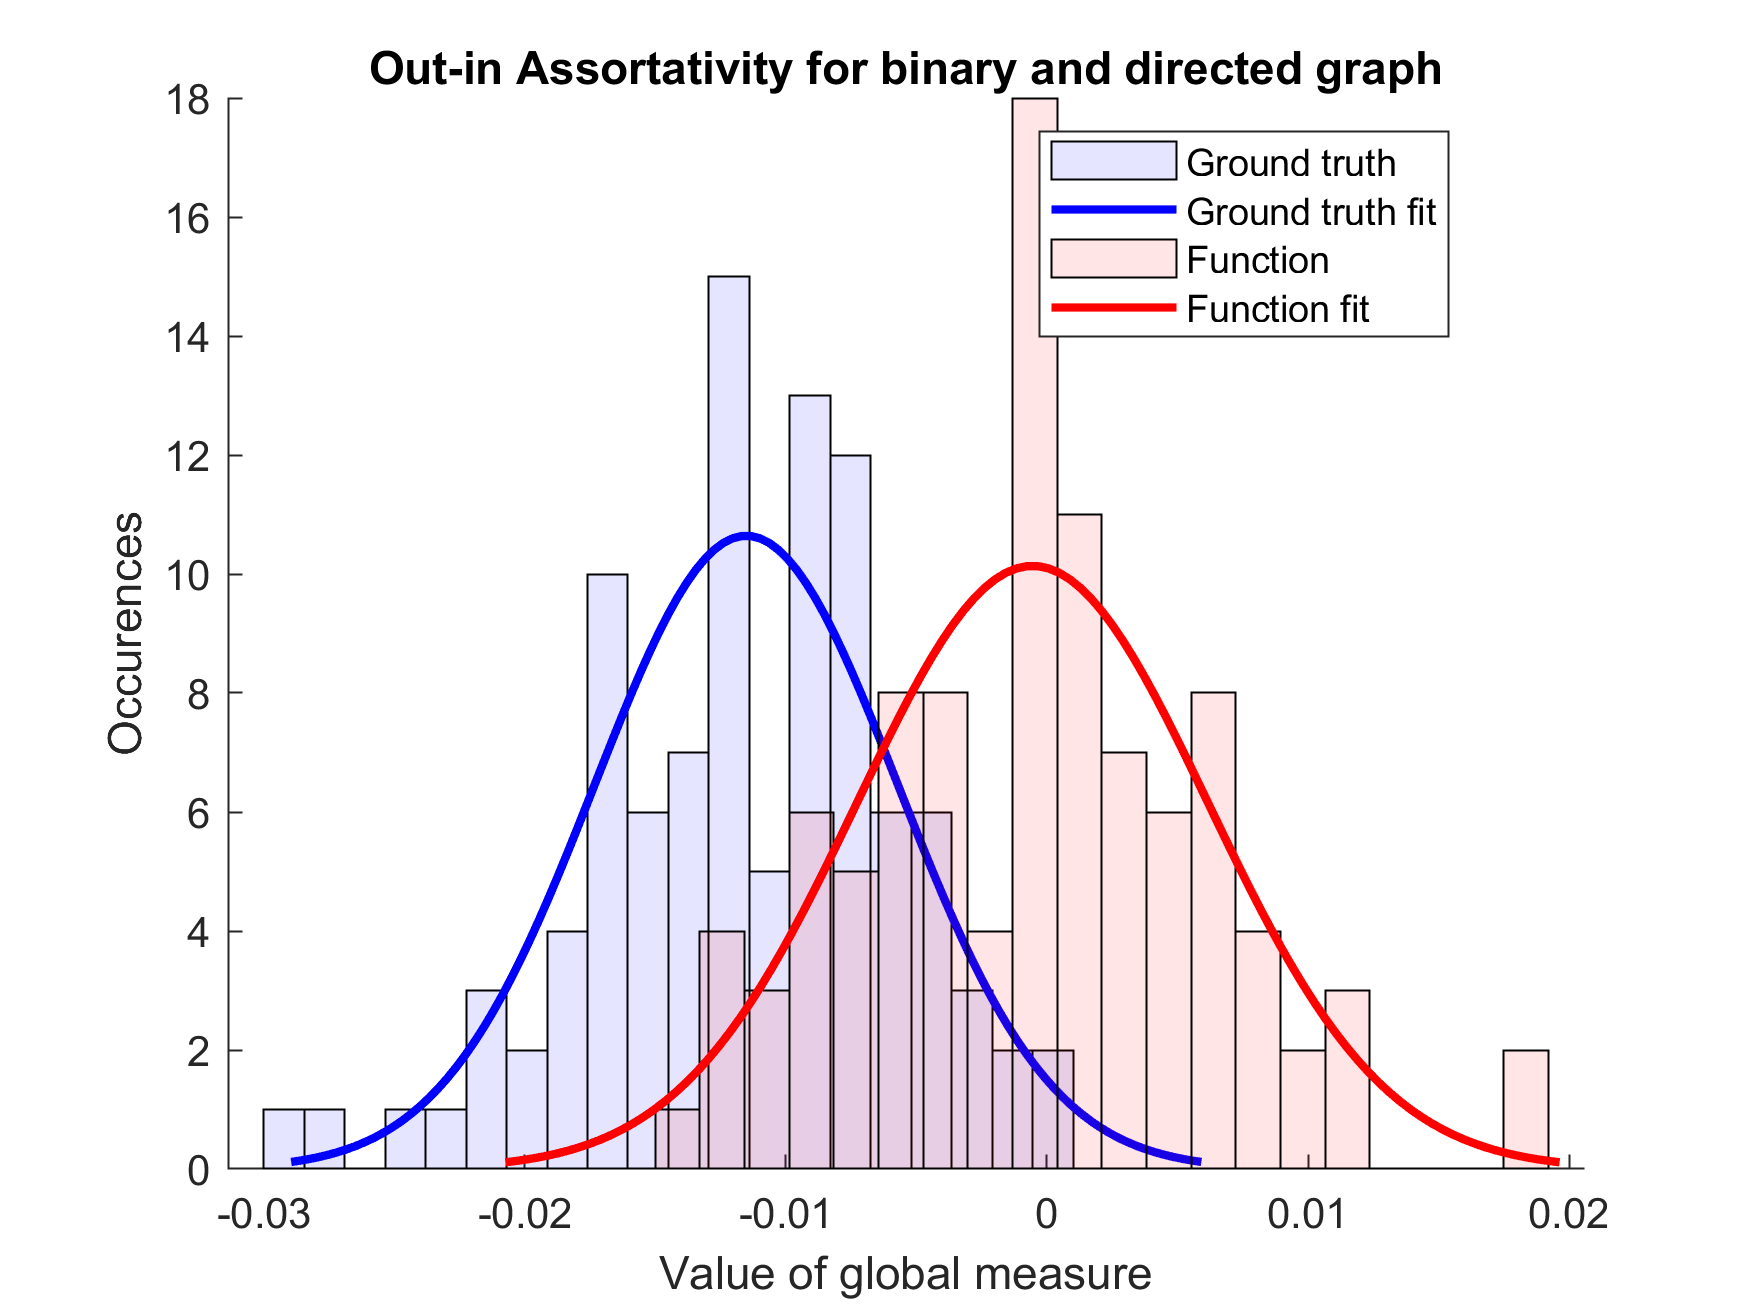 Out-in Assortativity for binary and directed graph
18
16
14
12
10
8
6
4
2
0
Occurences
Ground truth
Ground truth fit
Function
Function fit
-0.03 -0.02 -0.01 0 0.01 0.02
Value of global measure